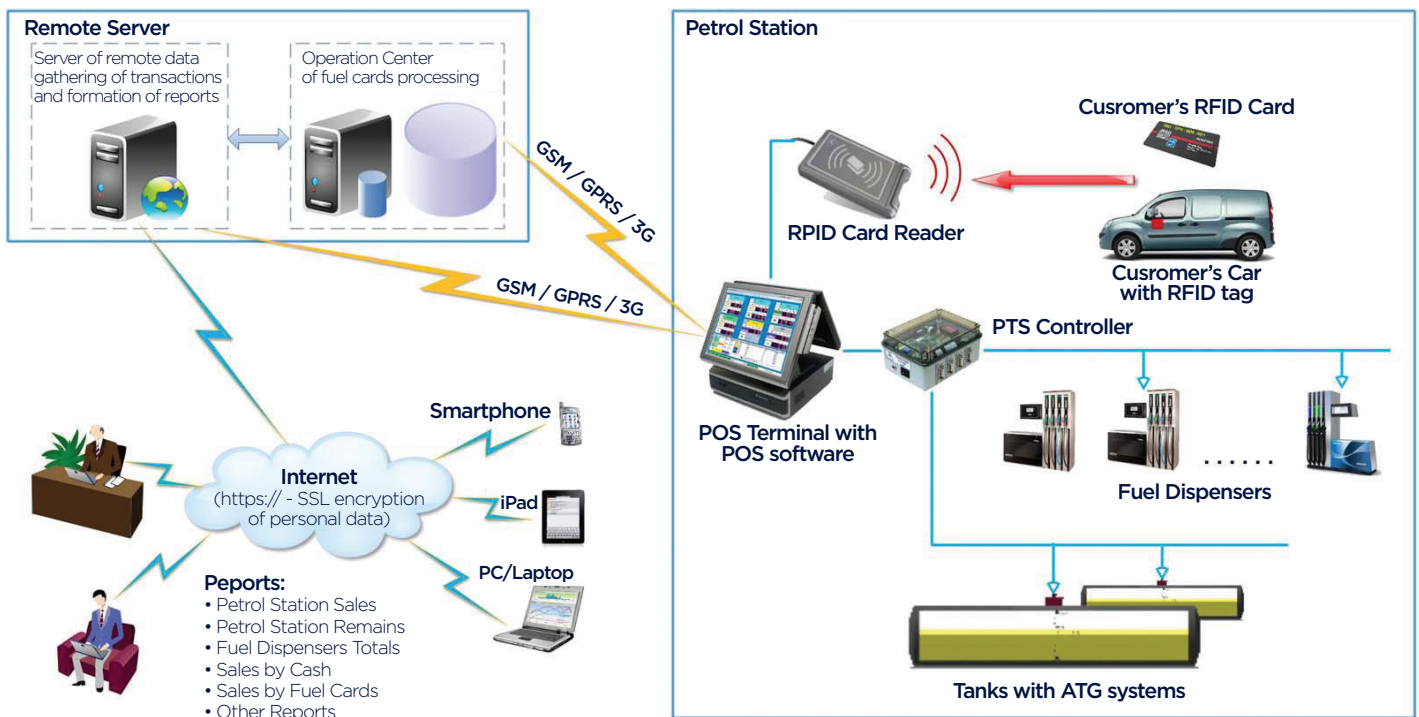 Remote Server
Server of remote data
gathering of transactions
and formation of reports
Operation Center
of fuel cards processing
GSM / GPRS / 3G
GSM / GPRS / 3G
Petrol Station
Cusromer's RFID Card
RPID Card Reader
Cusromer's Car
with RFID tag
PTS Controller
POS Terminal with
POS software
Fuel Dispensers
Tanks with ATG systems
Smartphone
Internet
(https:// - SSL encryption
of personal data)
iPad
PC/Laptop
Peports:
• Petrol Station Sales
• Petrol Station Remains
• Fuel Dispensers Totals
• Sales by Cash
• Sales by Fuel Cards
• Other Reports